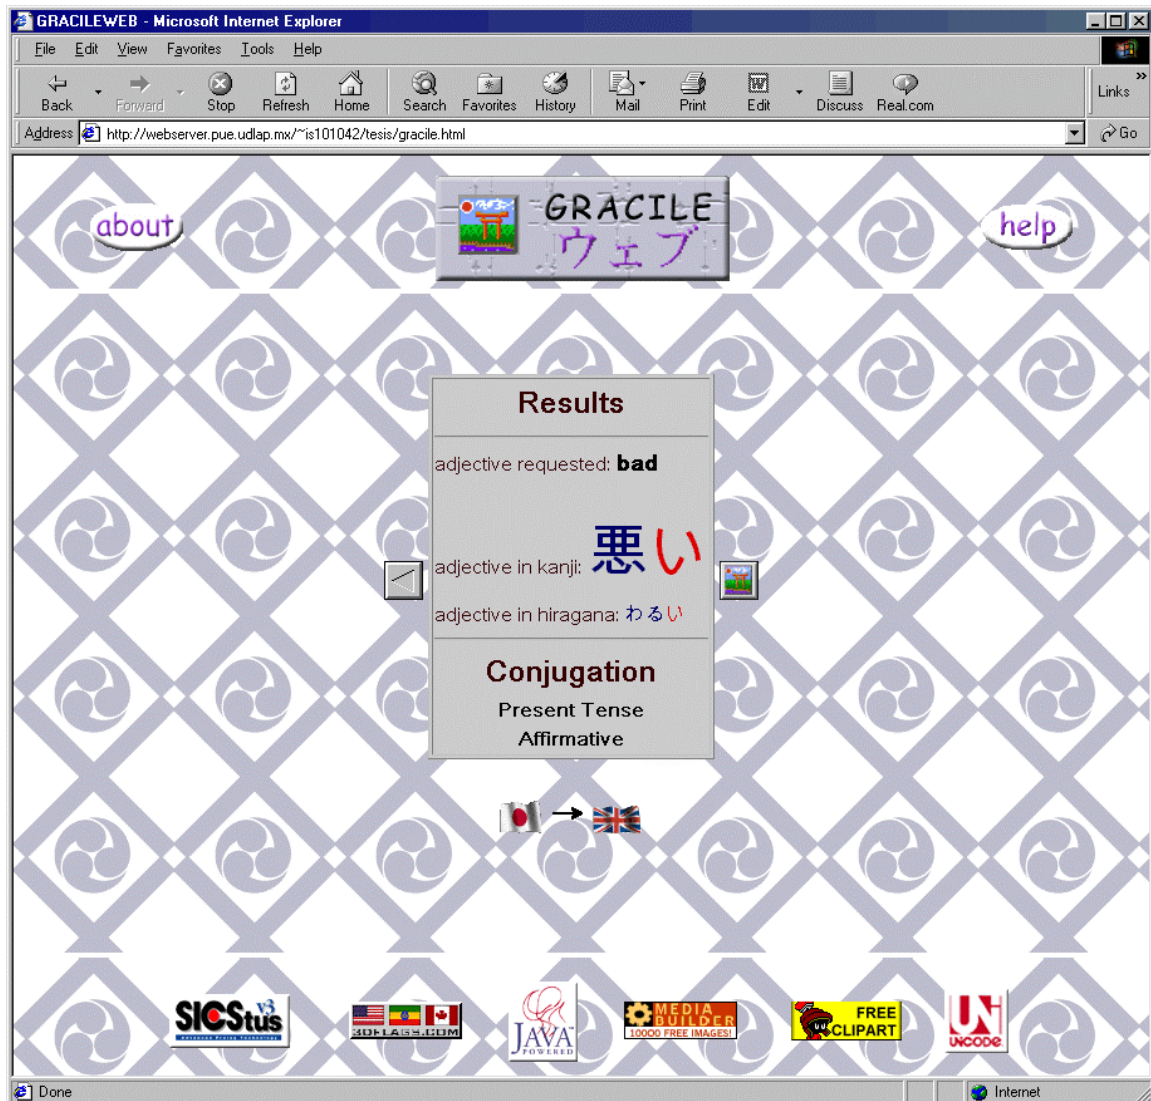 GRACILEWEB - Microsoft Internet Explorer
File Edit View Favorites Tools Help
Back Forward Stop Refresh Home Search Favorites History Mail Print Edit Discuss Real.com Links »
Address http://webserver.pue.udlap.mx/~is101042/tesis/gracile.html Go
about
GRACILE
ウェブ
help
Results
adjective requested: bad
adjective in kanji: 悪い
adjective in hiragana: わるい
Conjugation
Present Tense
Affirmative
SICStus v3
3DFLAGS.COM
JAVA
POWERED
MEDIA
BUILDER
10000 FREE IMAGES!
FREE
CLIPART
UNICODE
Done Internet